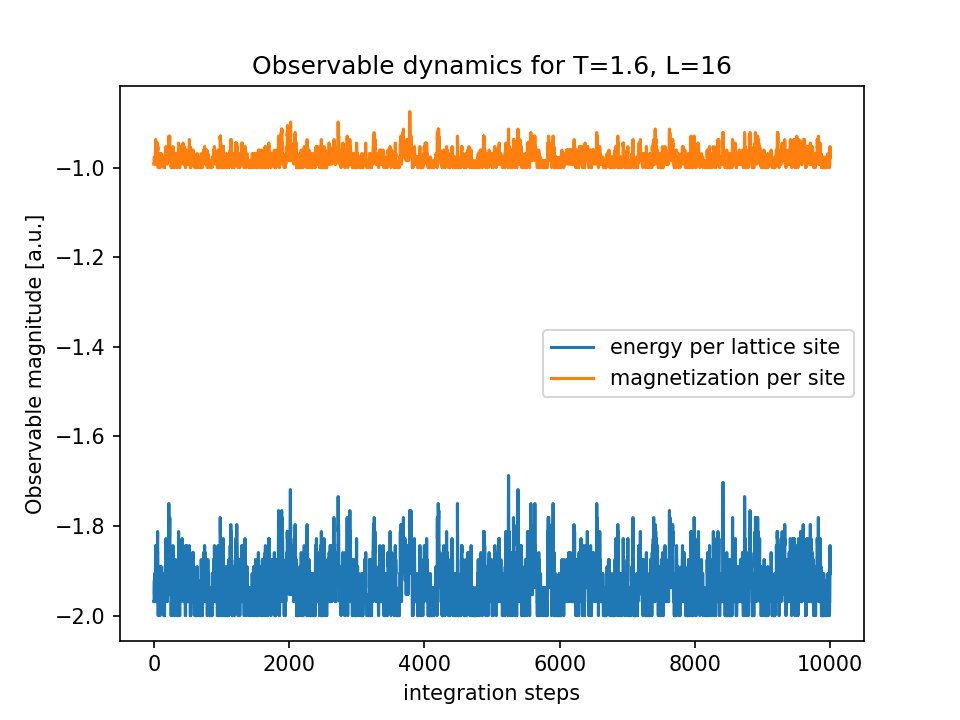 Observable dynamics for T=1.6, L=16
Observable magnitude [a.u.]
−1.0
−1.2
−1.4
−1.6
−1.8
−2.0
energy per lattice site
magnetization per site
0 2000 4000 6000 8000 10000
integration steps